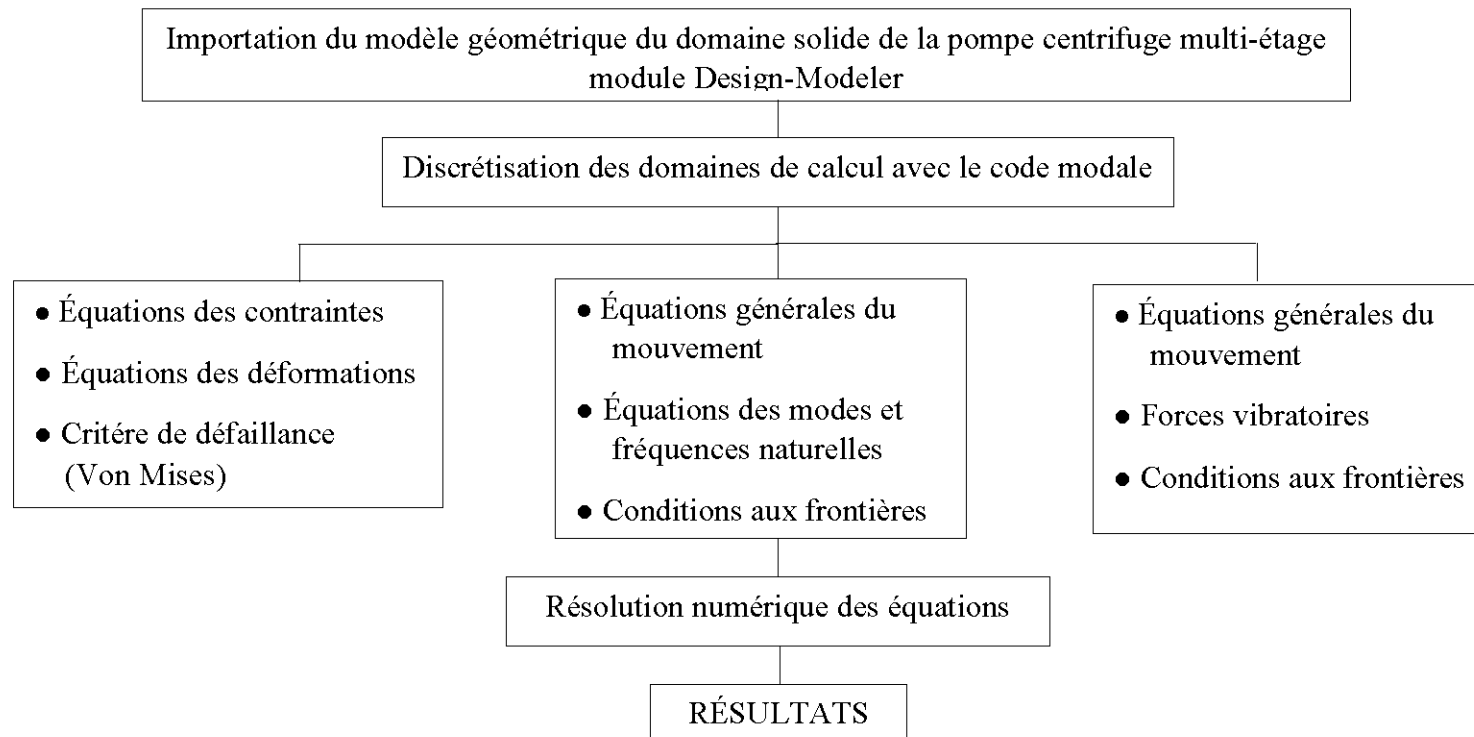 Importation du modèle géométrique du domaine solide de la pompe centrifuge multi-étage
module Design-Modeler
Discrétisation des domaines de calcul avec le code modale
● Équations des contraintes
● Équations des déformations
● Critére de défaillance
(Von Mises)
● Équations générales du
mouvement
● Équations des modes et
fréquences naturelles
● Conditions aux frontières
● Équations générales du
mouvement
● Forces vibratoires
● Conditions aux frontières
Résolution numérique des équations
RÉSULTATS